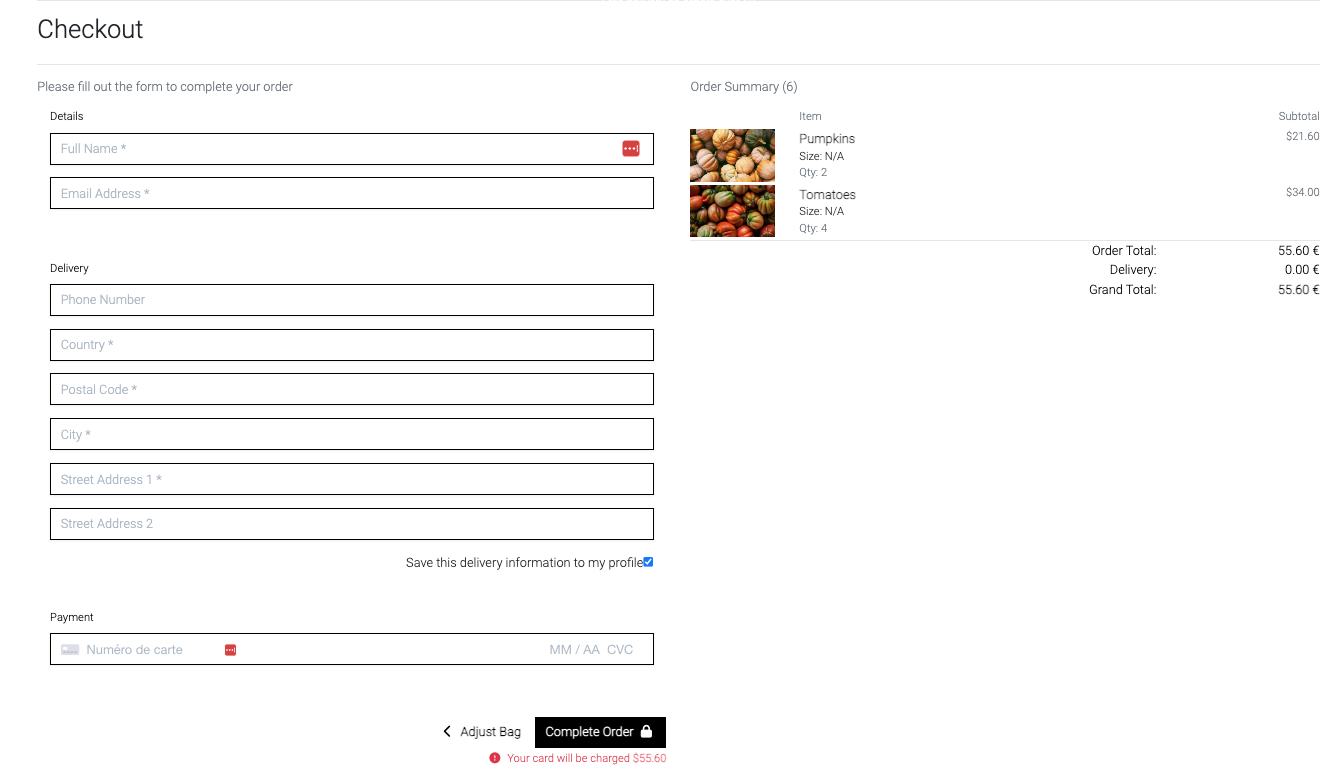 Checkout
Please fill out the form to complete your order
Details
Full Name *
Email Address *
Delivery
Phone Number
Country *
Postal Code *
City *
Street Address 1 *
Street Address 2
Save this delivery information to my profile
Payment
Numéro de carte MM / AA CVC
Adjust Bag Complete Order
Your card will be charged $55.60
Order Summary (6)
Item Subtotal
Pumpkins $21.60
Size: N/A
Qty: 2
Tomatoes $34.00
Size: N/A
Qty: 4
Order Total: 55.60 €
Delivery: 0.00 €
Grand Total: 55.60 €